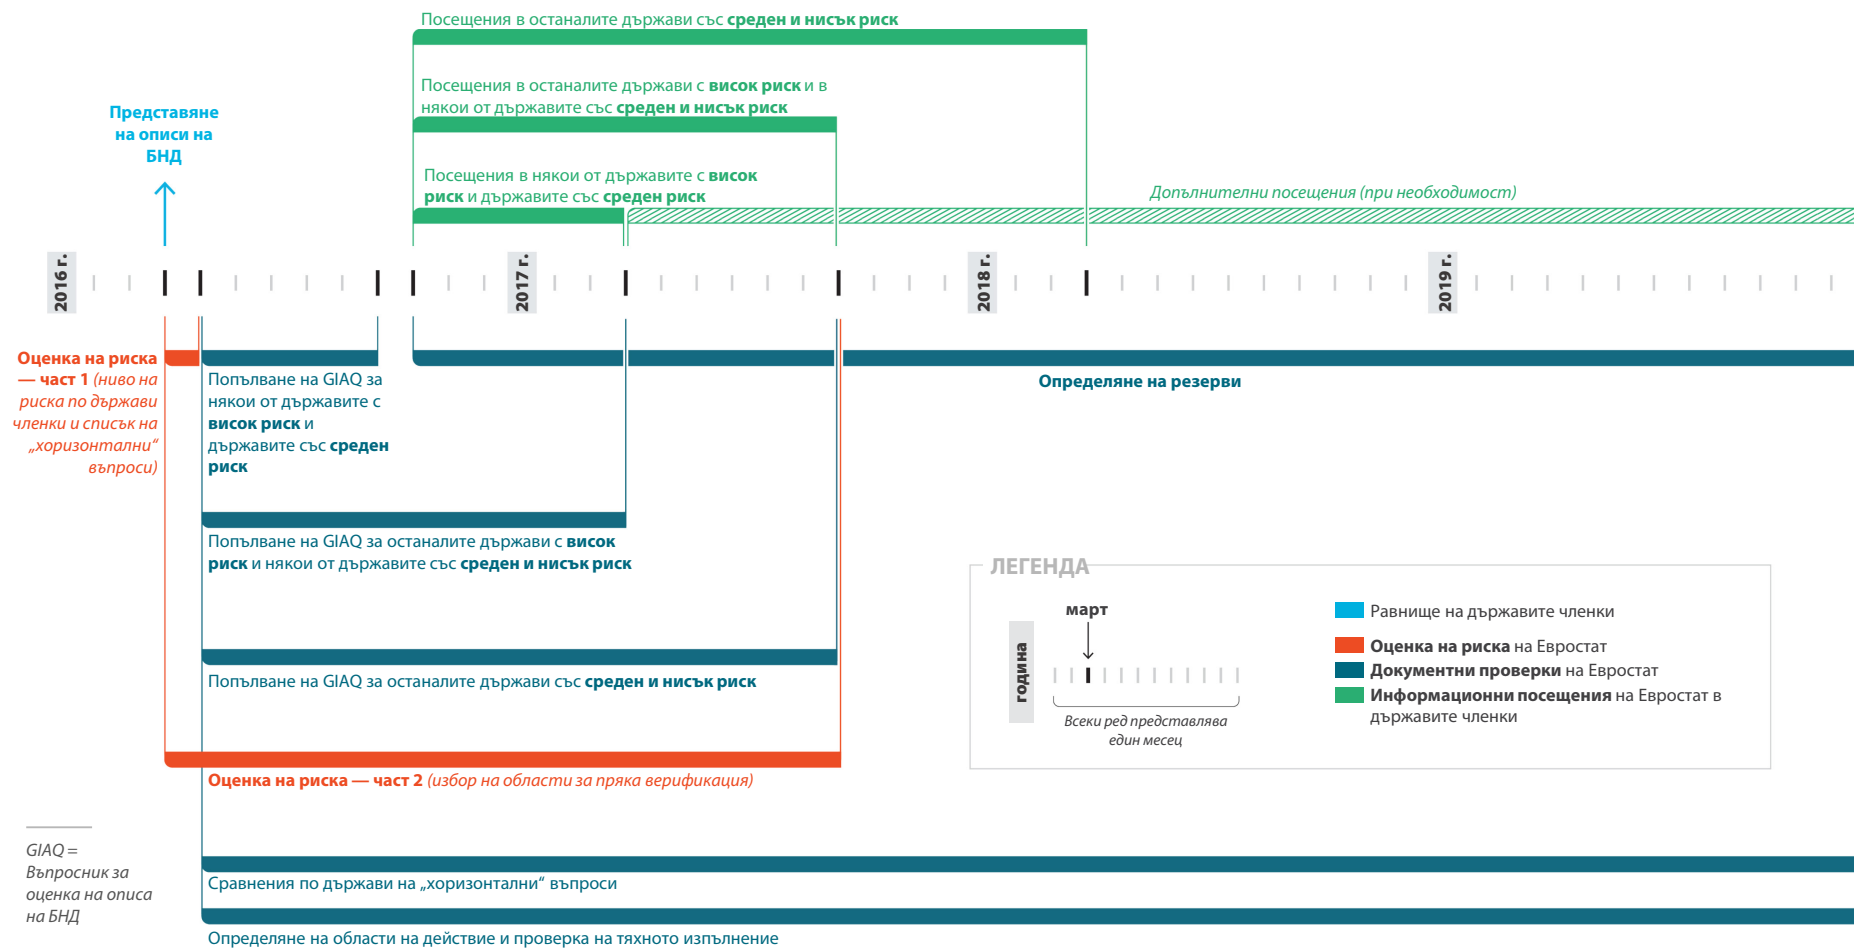 Посещения в останалите държави със среден и нисък риск
Посещения в останалите държави с висок риск и в
някои от държавите със среден и нисък риск
Представяне
на описи на
БНД
Посещения в някои от държавите с висок
риск и държавите със среден риск
Допълнителни посещения (при необходимост)
2016 г.
2017 г.
2018 г.
2019 г.
Оценка на риска
— част 1 (ниво на
риска по държави
членки и списък на
„хоризонтални“
въпроси)
Попълване на GIAQ за
някои от държавите с
висок риск и
държавите със среден
риск
Определяне на резерви
Попълване на GIAQ за останалите държави с висок
риск и някои от държавите със среден и нисък риск
Попълване на GIAQ за останалите държави със среден и нисък риск
Оценка на риска — част 2 (избор на области за пряка верификация)
ЛЕГЕНДА
март
година
Всеки ред представлява
един месец
Равнище на държавите членки
Оценка на риска на Евростат
Документни проверки на Евростат
Информационни посещения на Евростат в
държавите членки
GIAQ =
Въпросник за
оценка на описа
на БНД
Сравнения по държави на „хоризонтални“ въпроси
Определяне на области на действие и проверка на тяхното изпълнение